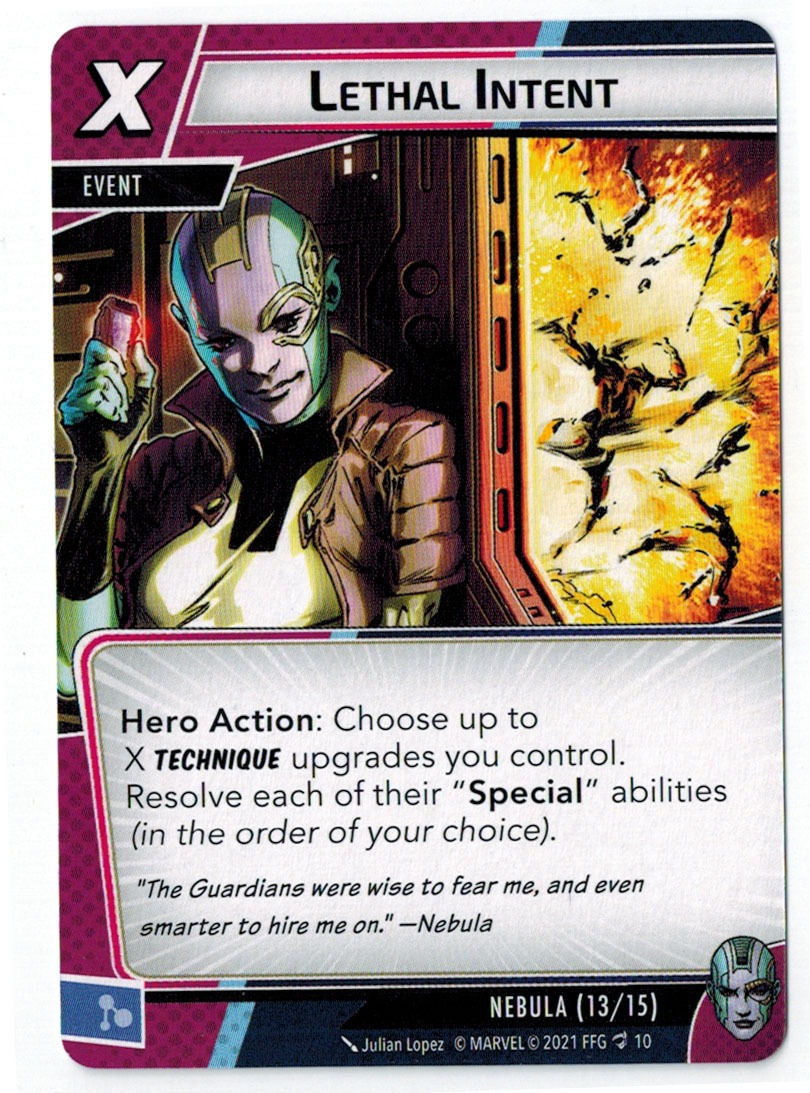 X
LETHAL INTENT
EVENT
Hero Action: Choose up to
X TECHNIQUE upgrades you control.
Resolve each of their "Special" abilities
(in the order of your choice).
"The Guardians were wise to fear me, and even
smarter to hire me on." —Nebula
NEBULA (13/15)
Julian Lopez © MARVEL © 2021 FFG 10